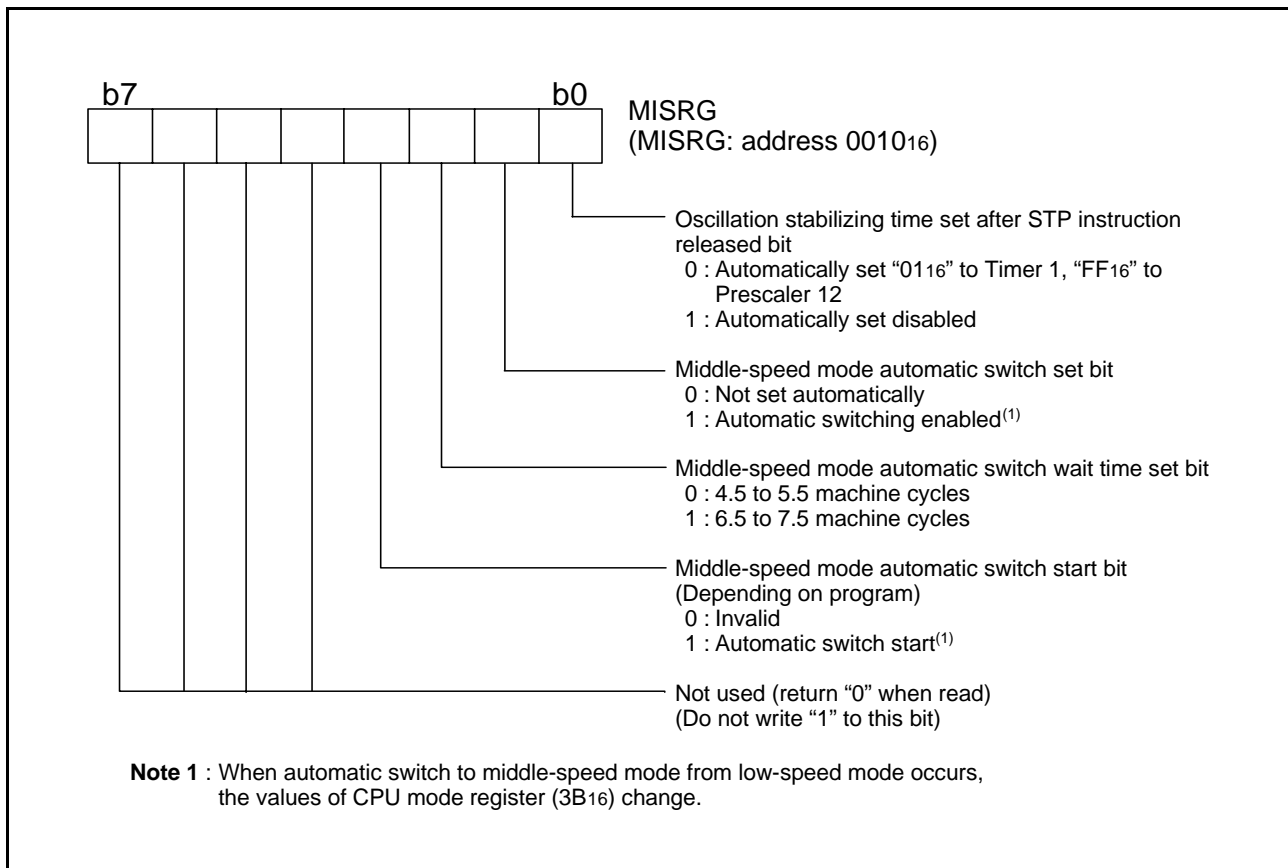 b7 b0
MISRG
(MISRG: address 001016)
Oscillation stabilizing time set after STP instruction
released bit
0 : Automatically set “0116” to Timer 1, “FF16” to
Prescaler 12
1 : Automatically set disabled
Middle-speed mode automatic switch set bit
0 : Not set automatically
1 : Automatic switching enabled(1)
Middle-speed mode automatic switch wait time set bit
0 : 4.5 to 5.5 machine cycles
1 : 6.5 to 7.5 machine cycles
Middle-speed mode automatic switch start bit
(Depending on program)
0 : Invalid
1 : Automatic switch start(1)
Not used (return “0” when read)
(Do not write “1” to this bit)
Note 1 : When automatic switch to middle-speed mode from low-speed mode occurs,
the values of CPU mode register (3B16) change.